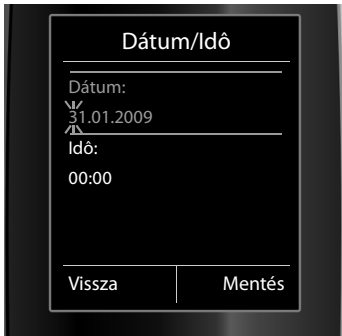 Dátum/Idô
Dátum:
31.01.2009
Idô:
00:00
Vissza Mentés